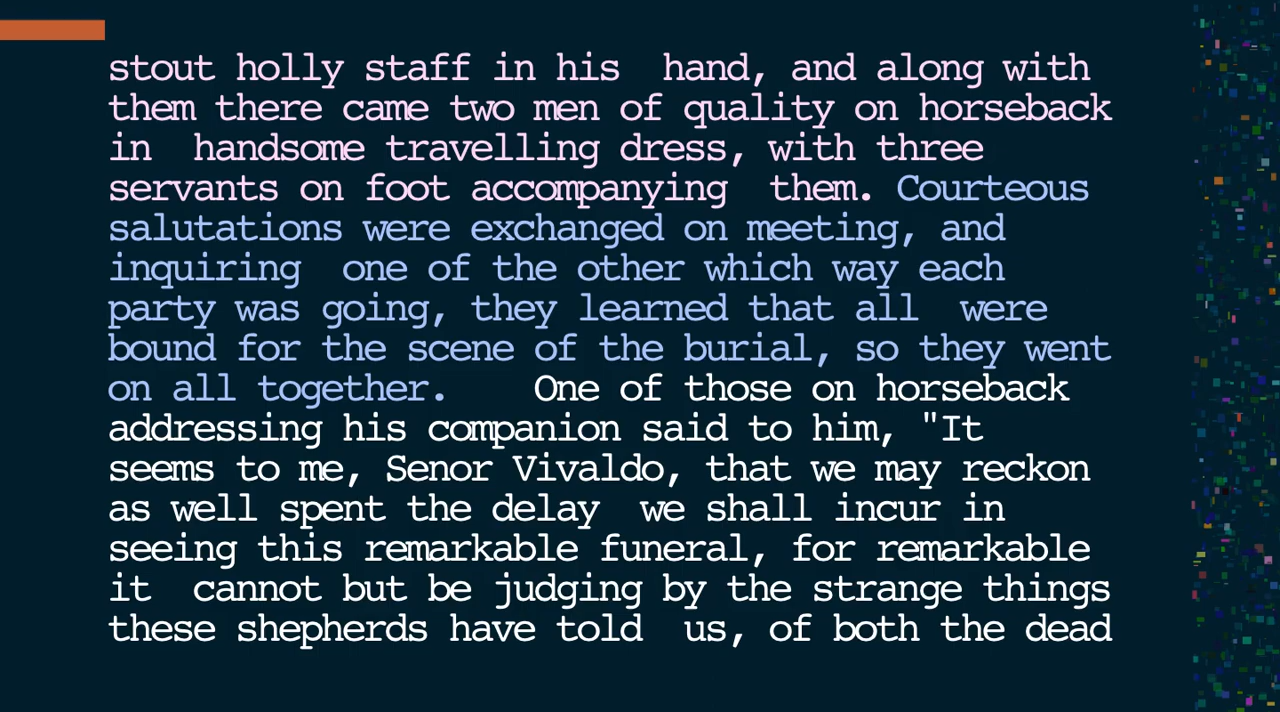 stout holly staff in his  hand, and along with
them there came two men of quality on horseback
in  handsome travelling dress, with three
servants on foot accompanying  them. Courteous
salutations were exchanged on meeting, and
inquiring  one of the other which way each
party was going, they learned that all  were
bound for the scene of the burial, so they went
on all together.    One of those on horseback
addressing his companion said to him, "It
seems to me, Senor Vivaldo, that we may reckon
as well spent the delay  we shall incur in
seeing this remarkable funeral, for remarkable
it  cannot but be judging by the strange things
these shepherds have told  us, of both the dead